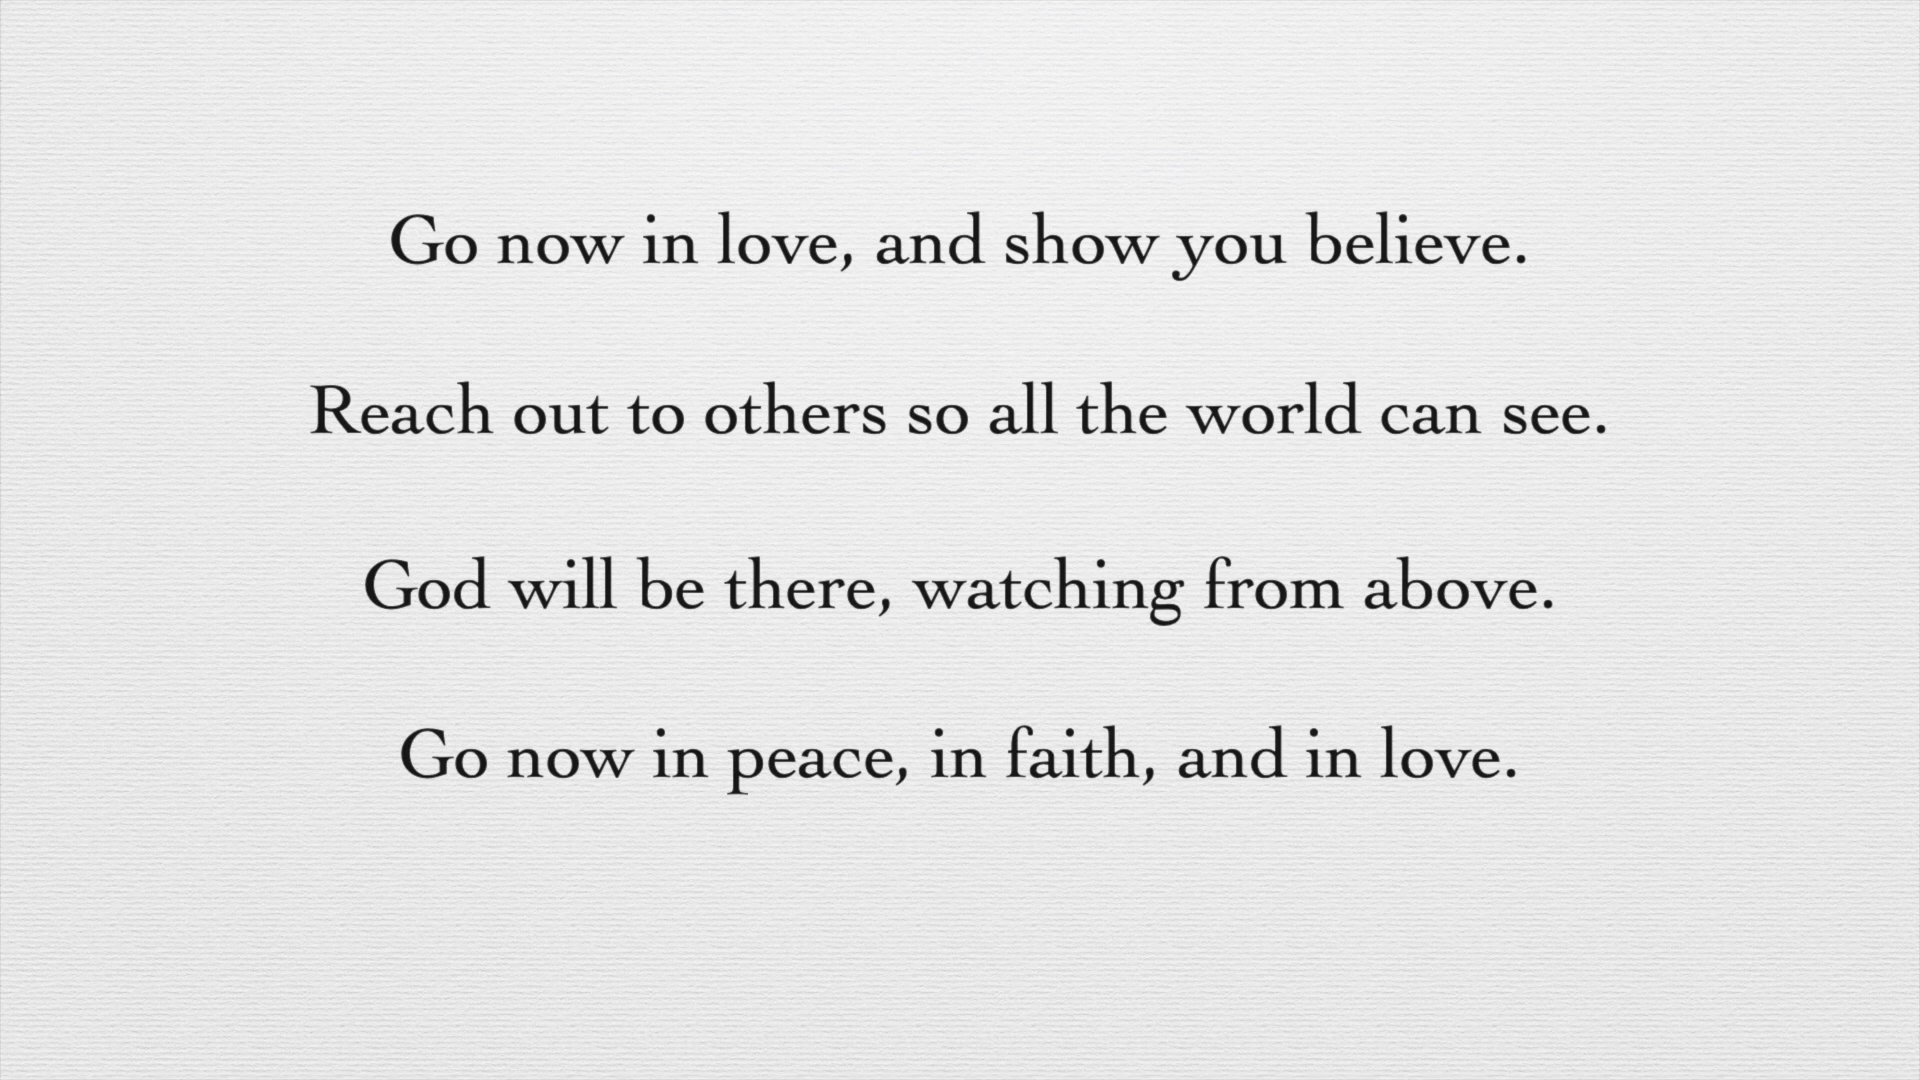 Go now in love, and show you believe.
Reach out to others so all the world can see.
God will be there, watching from above.
Go now in peace, in faith, and in love.